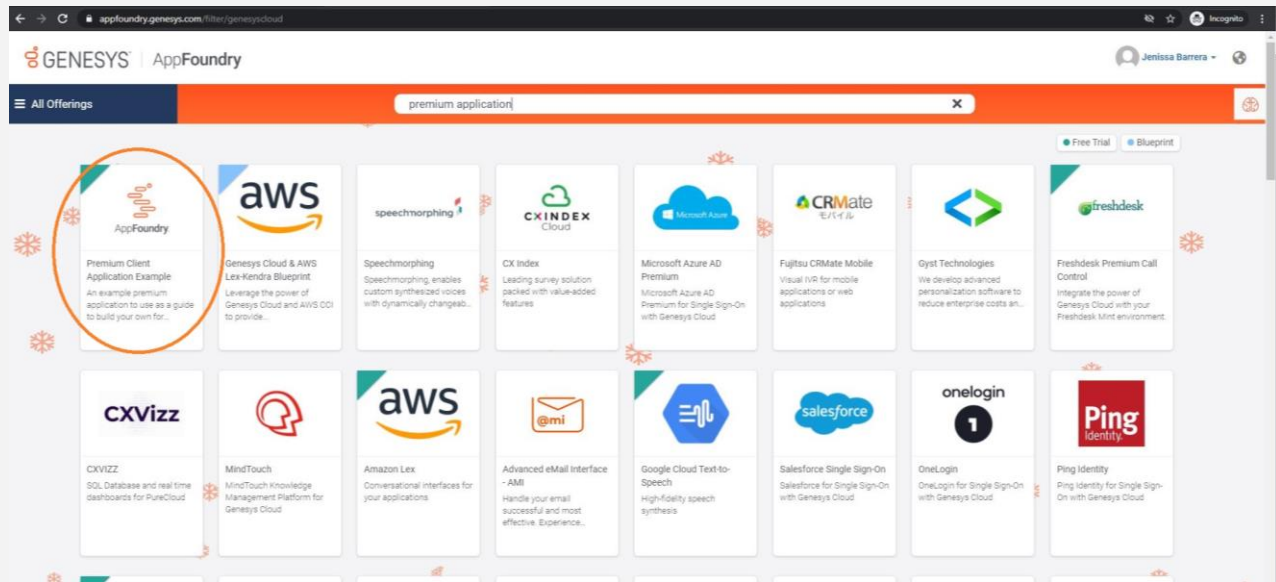 appfoundry.genesys.com/filter/genesyscloud
Incognito
GENESYS AppFoundry
Jenissa Barrera
All Offerings
premium application
Free Trial
Blueprint
AppFoundry
Premium Client
Application Example
An example premium
application to use as a guide
to build your own for...
aws
Genesys Cloud & AWS
Lex-Kendra Blueprint
Leverage the power of
Genesys Cloud and AWS CCI
to provide...
speechmorphing
Speechmorphing
Speechmorphing, enables
custom synthesized voices
with dynamically changeab...
CXINDEX
Cloud
CX Index
Leading survey solution
packed with value-added
features
Microsoft Azure
Microsoft Azure AD
Premium
Microsoft Azure AD
Premium for Single Sign-On
with Genesys Cloud
CRMate
モバイル
Fujitsu CRMate Mobile
Visual IVR for mobile
applications or web
applications
Gyst Technologies
We develop advanced
personalization software to
reduce enterprise costs an...
freshdesk
Freshdesk Premium Call
Control
Integrate the power of
Genesys Cloud with your
Freshdesk Mint environment.
CXVizz
CXVIZZ
SQL Database and real time
dashboards for PureCloud
MindTouch
MindTouch Knowledge
Management Platform for
Genesys Cloud
aws
Amazon Lex
Conversational interfaces for
your applications
@mi
Advanced eMail Interface
- AMI
Handle your email
successful and most
effective. Experience...
Google Cloud Text-to-
Speech
High-fidelity speech
synthesis
salesforce
Salesforce Single Sign-On
Salesforce for Single Sign-On
with Genesys Cloud
onelogin
1
OneLogin
OneLogin for Single Sign-On
with Genesys Cloud
Ping
Identity.
Ping Identity
Ping Identity for Single Sign-
On with Genesys Cloud